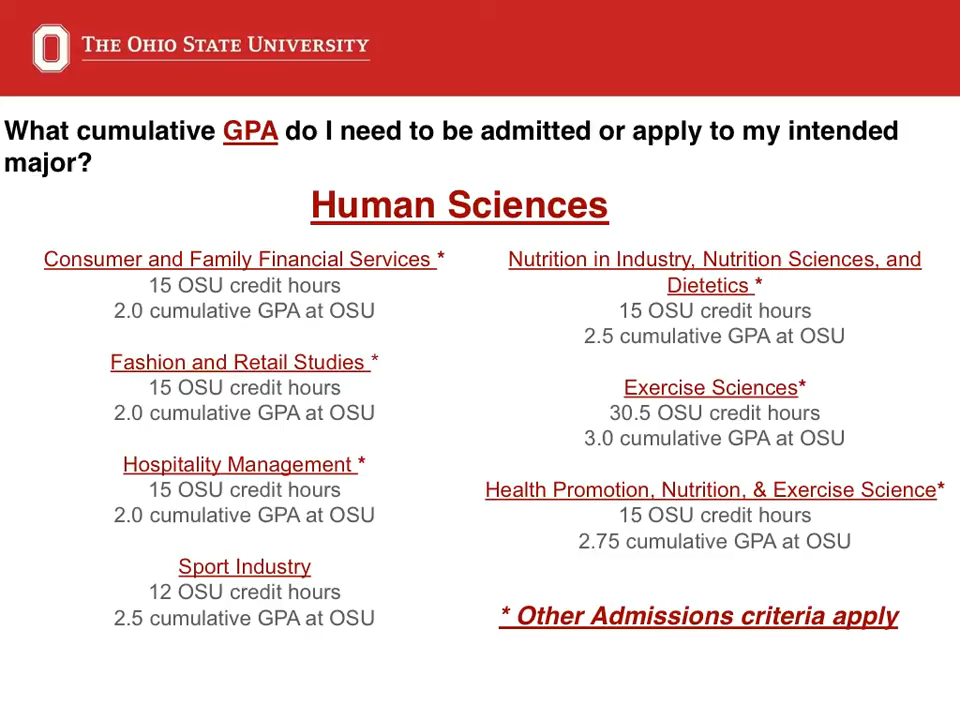 THE OHIO STATE UNIVERSITY
What cumulative GPA do I need to be admitted or apply to my intended
major?
Human Sciences
Consumer and Family Financial Services *
15 OSU credit hours
2.0 cumulative GPA at OSU
Fashion and Retail Studies *
15 OSU credit hours
2.0 cumulative GPA at OSU
Hospitality Management *
15 OSU credit hours
2.0 cumulative GPA at OSU
Sport Industry
12 OSU credit hours
2.5 cumulative GPA at OSU
Nutrition in Industry, Nutrition Sciences, and
Dietetics *
15 OSU credit hours
2.5 cumulative GPA at OSU
Exercise Sciences*
30.5 OSU credit hours
3.0 cumulative GPA at OSU
Health Promotion, Nutrition, & Exercise Science*
15 OSU credit hours
2.75 cumulative GPA at OSU
* Other Admissions criteria apply